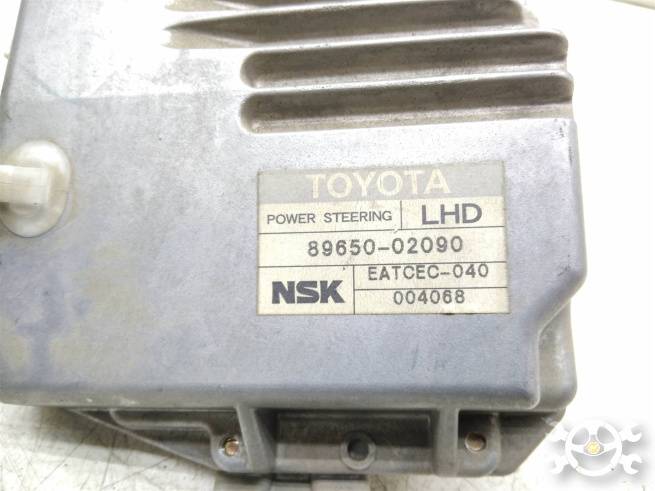 TOYOTA
POWER STEERING LHD
89650-02090
NSK EATCEC-040
004068